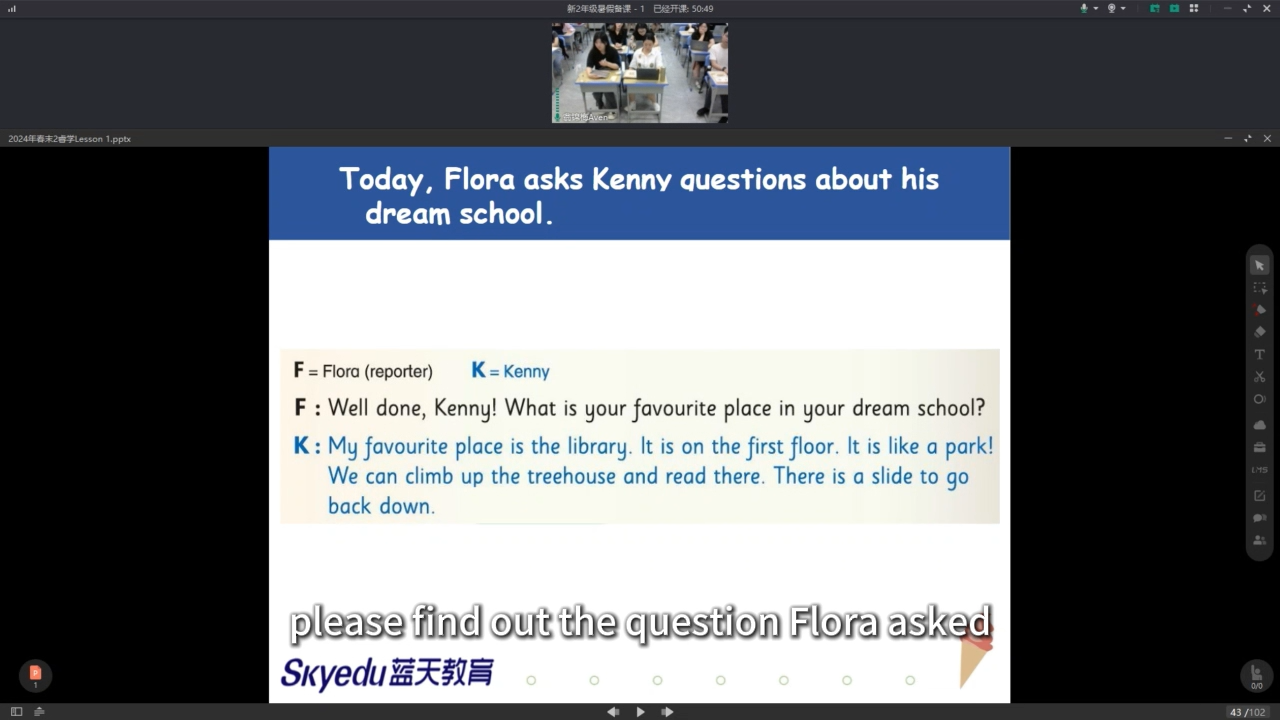 新2年级暑假备课 - 1 已经开课: 50:49
2024年春末2睿学Lesson 1.pptx
Today, Flora asks Kenny questions about his
dream school.
F = Flora (reporter) K = Kenny
F : Well done, Kenny! What is your favourite place in your dream school?
K : My favourite place is the library. It is on the first floor. It is like a park!
We can climb up the treehouse and read there. There is a slide to go
back down.
please find out the question Flora asked
Skyedu 蓝天教育
LMS
1
0/0
43 /102